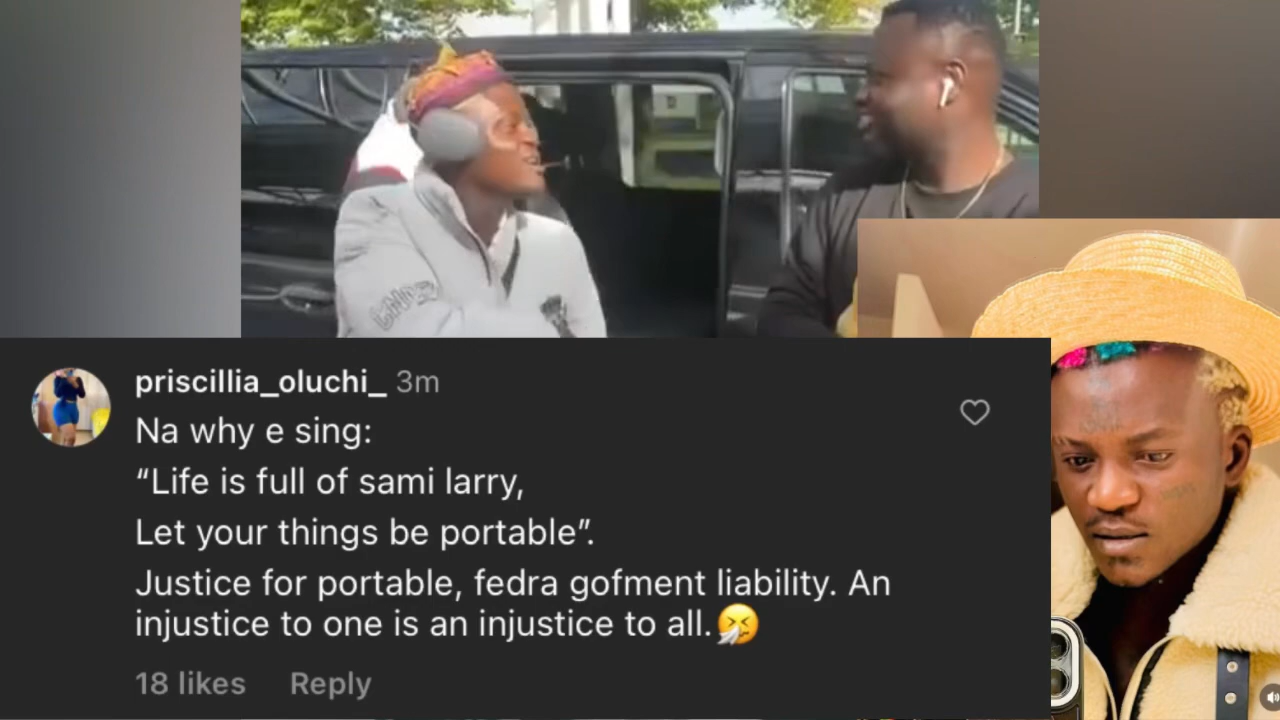 priscillia_oluchi_ 3m
Na why e sing:
“Life is full of sami larry,
Let your things be portable”.
Justice for portable, fedra gofment liability. An
injustice to one is an injustice to all.🤧
18 likes Reply